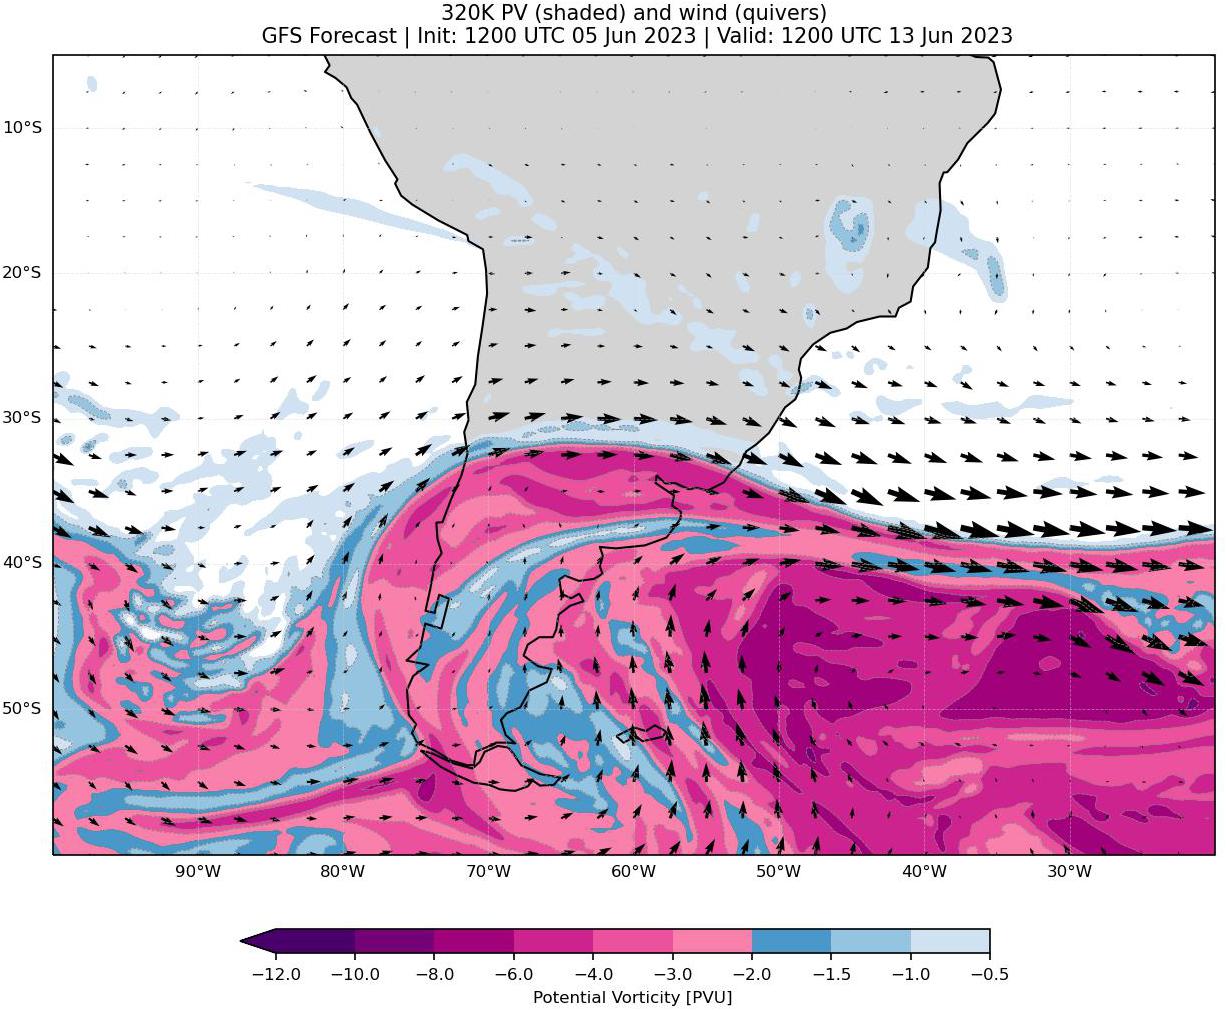 320K PV (shaded) and wind (quivers)
GFS Forecast | Init: 1200 UTC 05 Jun 2023 | Valid: 1200 UTC 13 Jun 2023
10°S
20°S
30°S
40°S
50°S
90°W 80°W 70°W 60°W 50°W 40°W 30°W
−12.0 −10.0 −8.0 −6.0 −4.0 −3.0 −2.0 −1.5 −1.0 −0.5
Potential Vorticity [PVU]